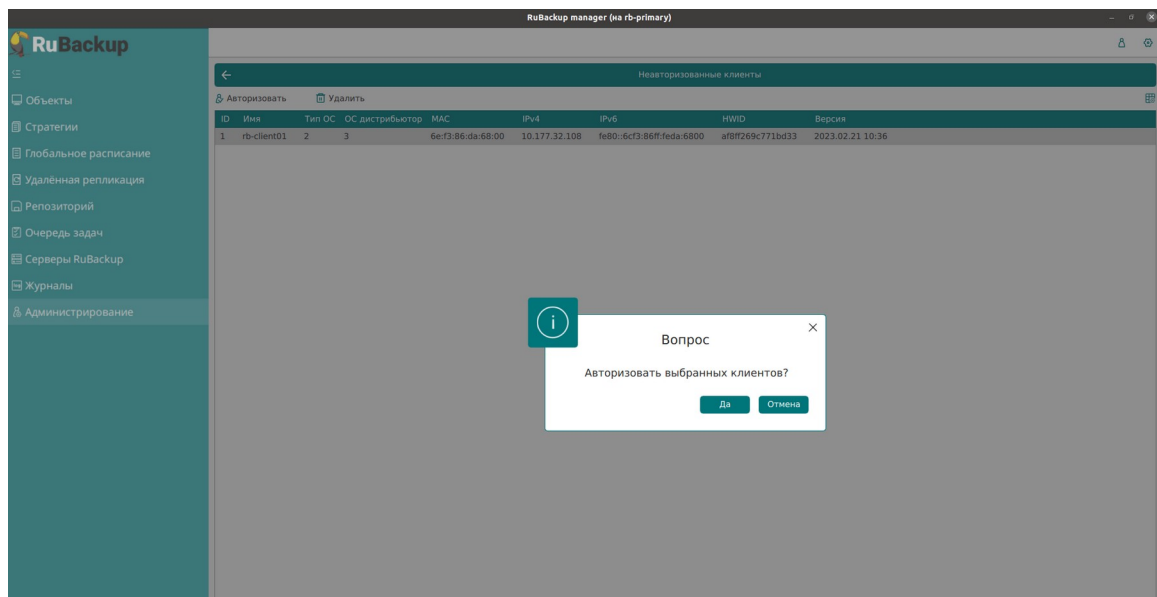 RuBackup manager (на rb-primary)
RuBackup
Неавторизованные клиенты
Объекты
Авторизовать Удалить
ID Имя Тип ОС ОС дистрибьютор MAC IPv4 IPv6 HWID Версия
1 rb-client01 2 3 6e:f3:86:da:68:00 10.177.32.108 fe80::6cf3:86ff:feda:6800 af8ff269c771bd33 2023.02.21 10:36
Стратегии
Глобальное расписание
Удалённая репликация
Репозиторий
Очередь задач
Серверы RuBackup
Журналы
Администрирование
Вопрос
Авторизовать выбранных клиентов?
Да Отмена